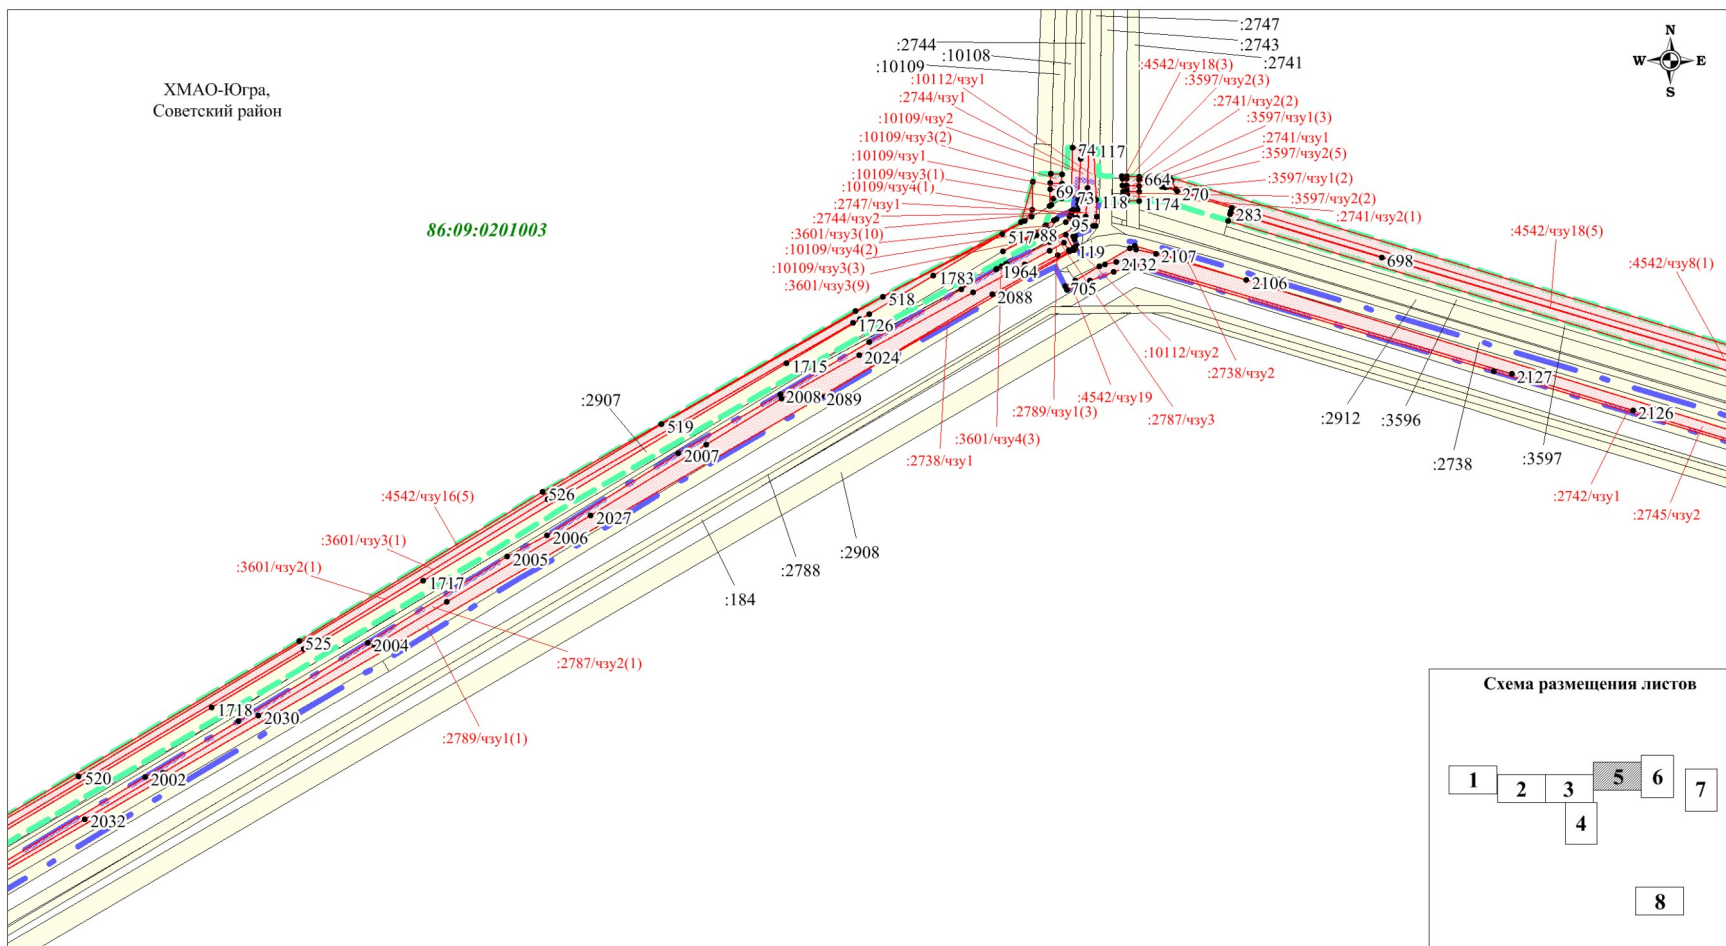 ХМАО-Югра,
Советский район
86:09:0201003
:2747
:2743
:2741
:2744
:10108
:10109
N
W
E
S
:10112/чзу1
:2744/чзу1
:10109/чзу2
:10109/чзу3(2)
:10109/чзу1
:10109/чзу3(1)
:10109/чзу4(1)
:2747/чзу1
:2744/чзу2
:3601/чзу3(10)
:10109/чзу4(2)
:10109/чзу3(3)
:3601/чзу3(9)
:4542/чзу18(3)
:3597/чзу2(3)
:2741/чзу2(2)
:3597/чзу1(3)
:2741/чзу1
:3597/чзу2(5)
:3597/чзу1(2)
:3597/чзу2(2)
:2741/чзу2(1)
:4542/чзу18(5)
:4542/чзу8(1)
74
117
664
270
69
73
118
1174
283
95
88
517
119
698
2107
2132
1964
1783
705
2088
2106
518
1726
2024
1715
2127
2008
2089
2126
519
2007
526
2027
2006
2005
1717
525
2004
1718
2030
520
2002
2032
:10112/чзу2
:2738/чзу2
:4542/чзу19
:2787/чзу3
:2789/чзу1(3)
:3601/чзу4(3)
:2738/чзу1
:2907
:2912
:3596
:2738
:3597
:2742/чзу1
:2745/чзу2
:4542/чзу16(5)
:3601/чзу3(1)
:3601/чзу2(1)
:2908
:2788
:184
:2787/чзу2(1)
:2789/чзу1(1)
Схема размещения листов
1
2
3
4
5
6
7
8